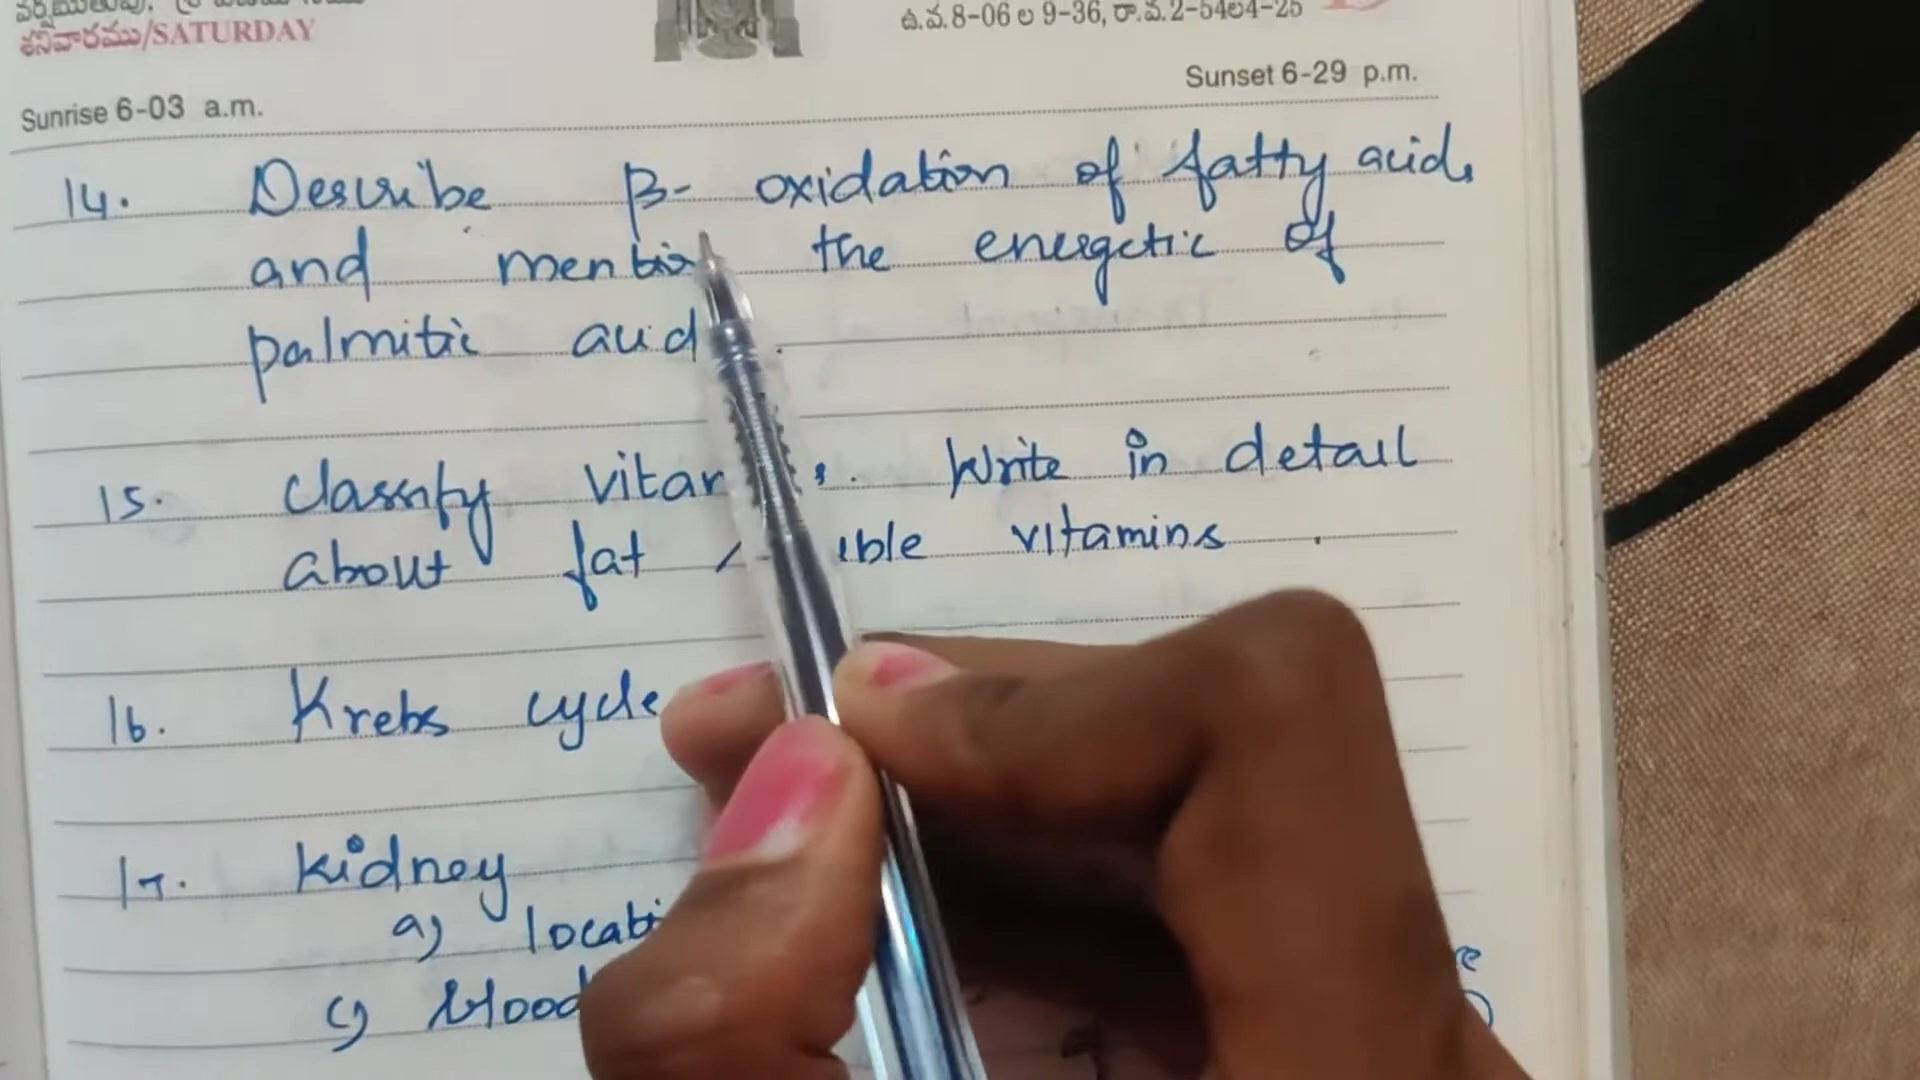 శనివారము/SATURDAY
ఉ.వ.8-06 ల 9-36, రా.వ.2-54ల4-25
Sunrise 6-03 a.m.
Sunset 6-29 p.m.
14. Describe β- oxidation of fatty acids
and mention the energetic of
palmitic acid.
15. Classify . Write in detail
about fat vitamins.
16. Krebs cycle
17. Kidney
a)
c) Blood